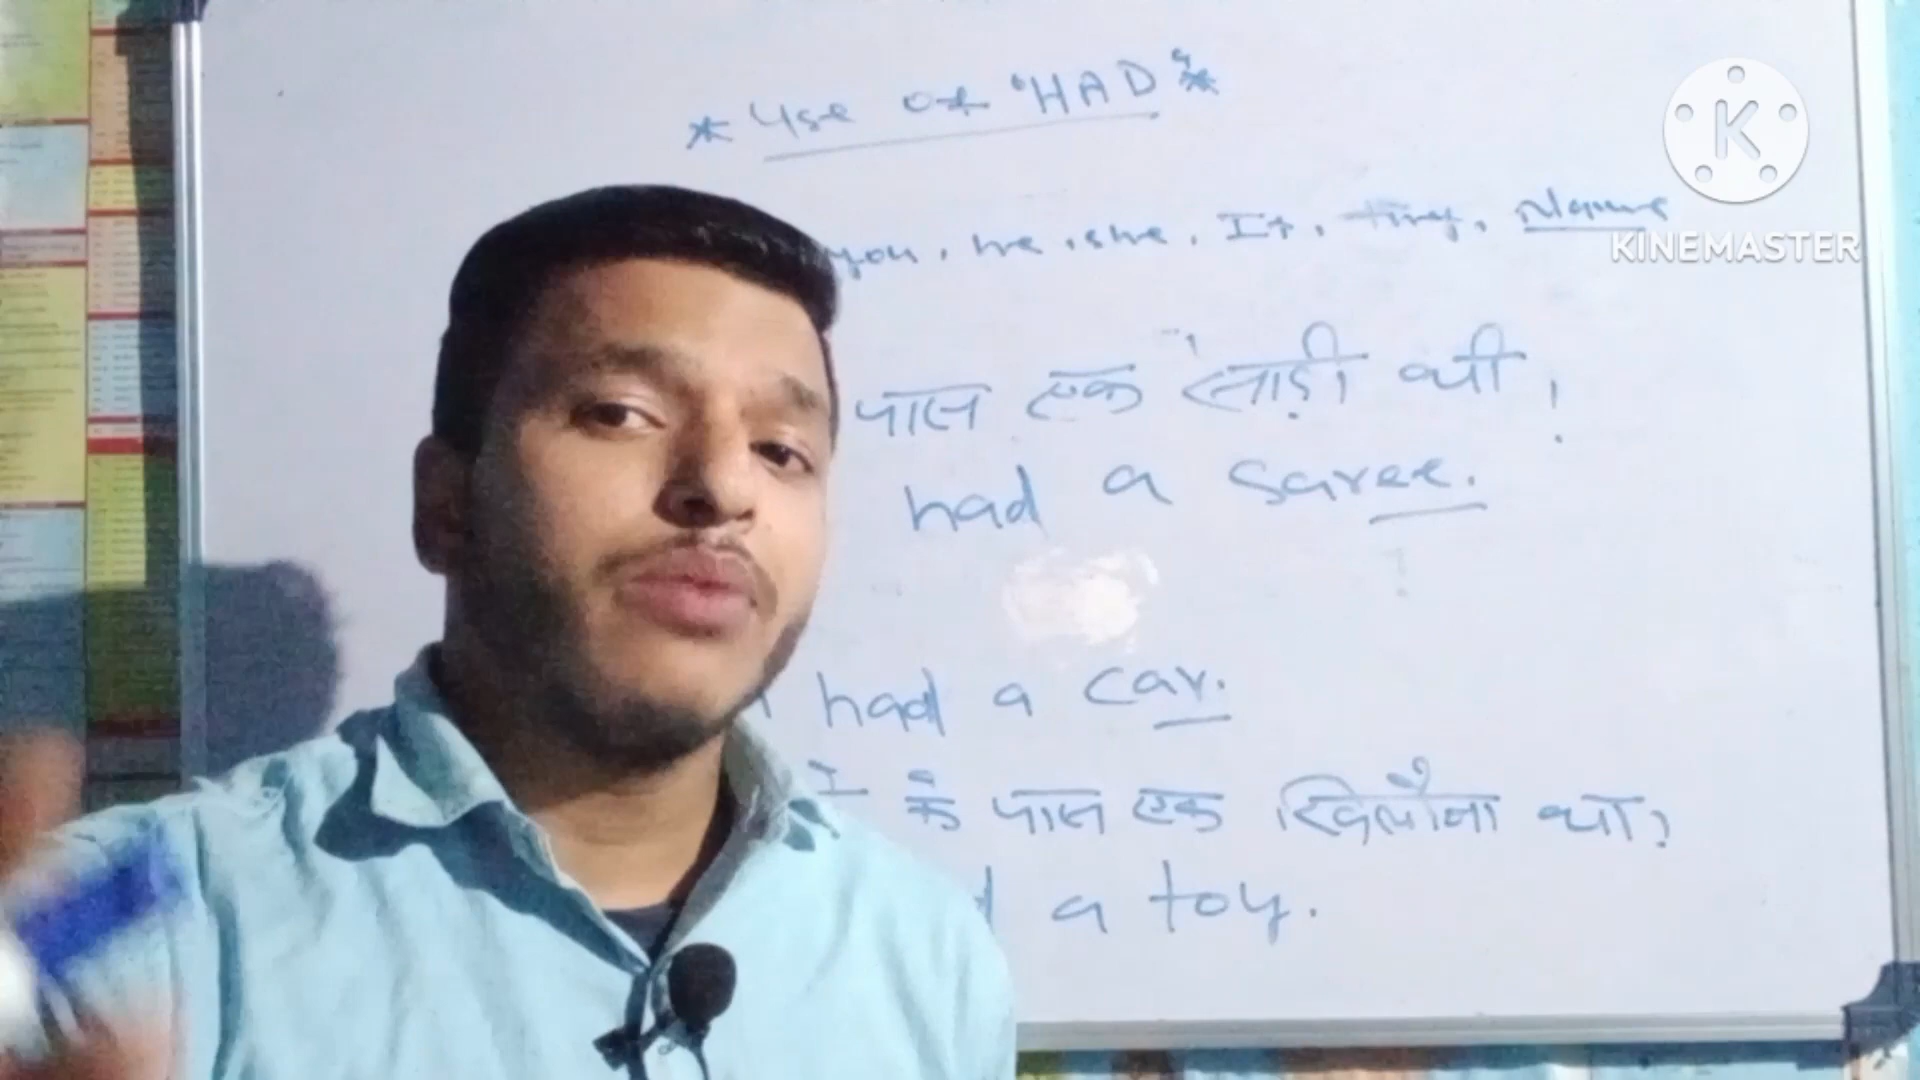 * Use of 'HAD' *
you, he, she, It, they, Name
पास एक साड़ी थी
had a saree.
had a car.
के पास एक खिलौना था?
a toy.
K
KINEMASTER